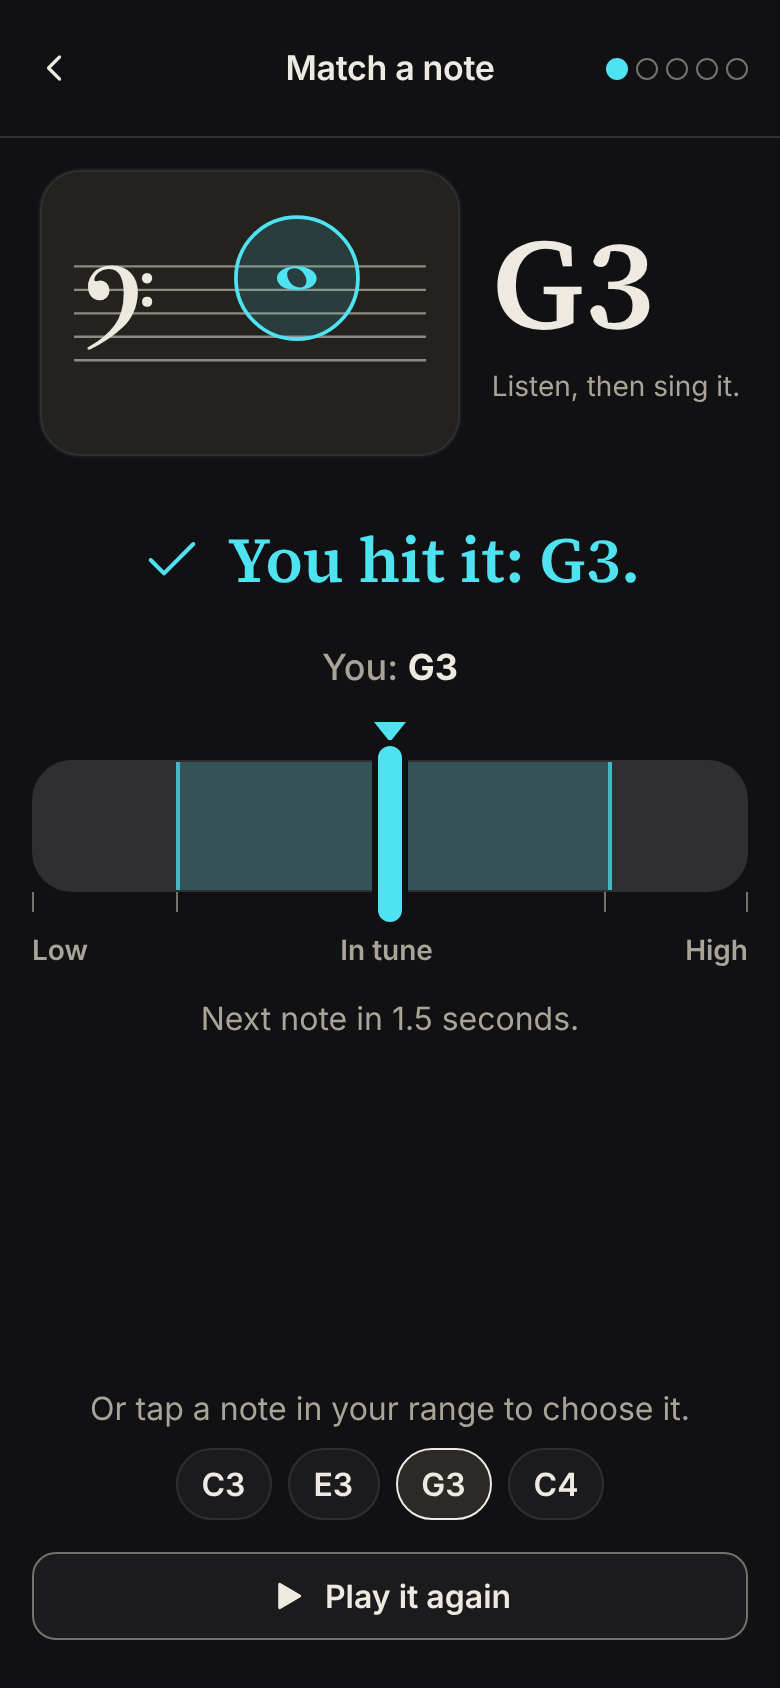 Match a note
G3
Listen, then sing it.
You hit it: G3.
You: G3
Low
In tune
High
Next note in 1.5 seconds.
Or tap a note in your range to choose it.
C3
E3
G3
C4
Play it again